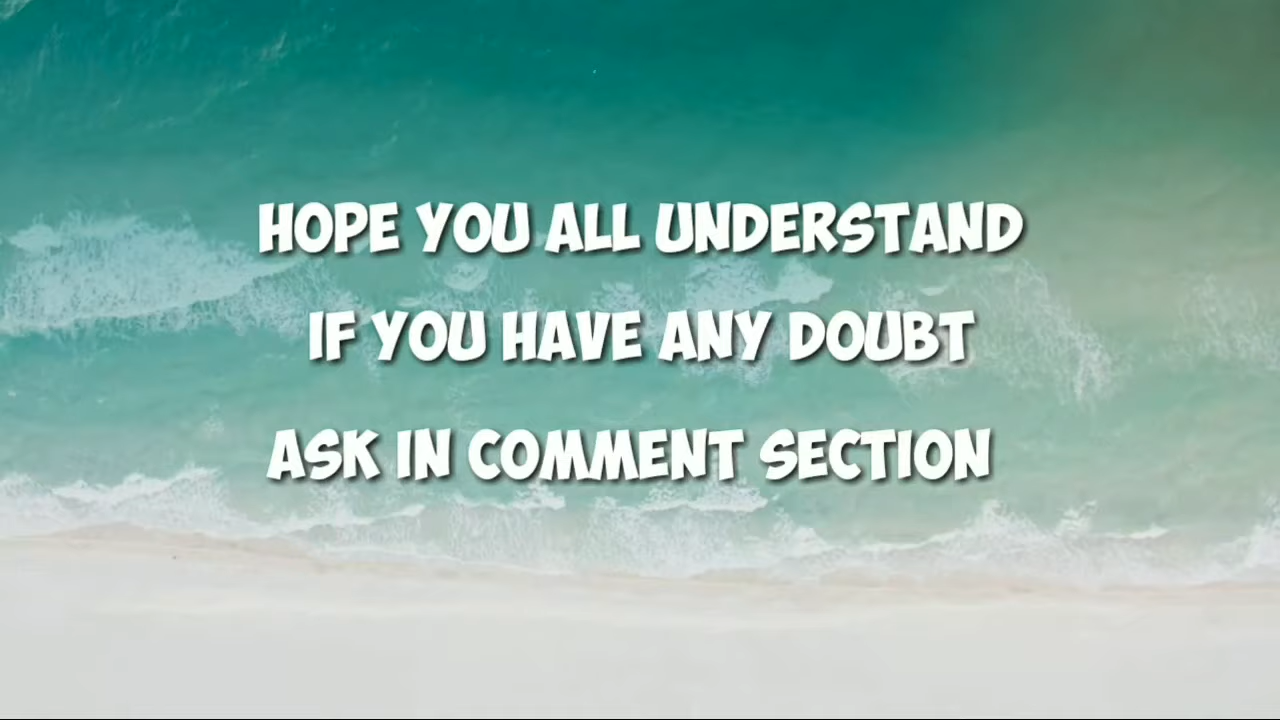 HOPE YOU ALL UNDERSTAND
IF YOU HAVE ANY DOUBT
ASK IN COMMENT SECTION